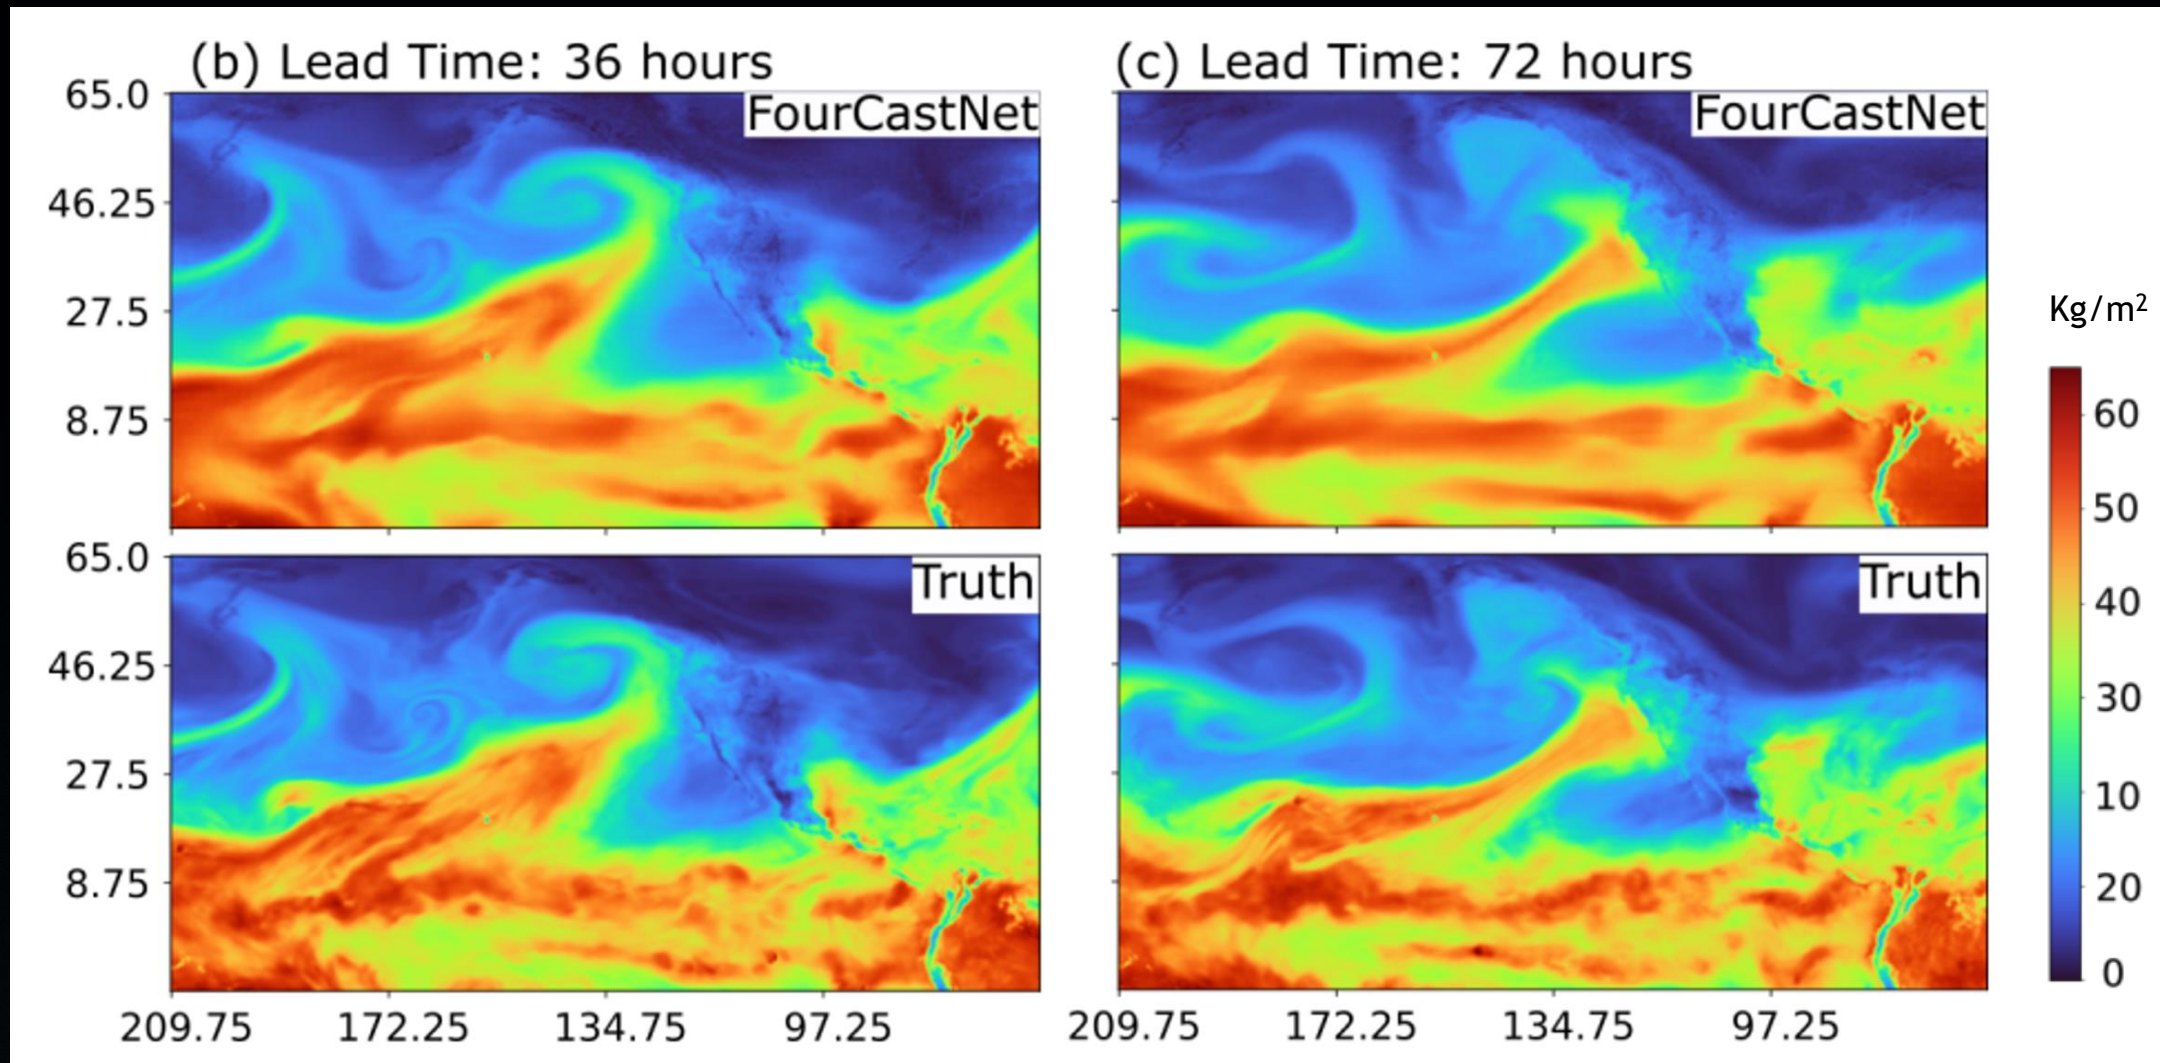 (b) Lead Time: 36 hours
FourCastNet
65.0
46.25
27.5
8.75
(c) Lead Time: 72 hours
FourCastNet
Truth
65.0
46.25
27.5
8.75
209.75 172.25 134.75 97.25
Truth
209.75 172.25 134.75 97.25
Kg/m²
60
50
40
30
10
20
0